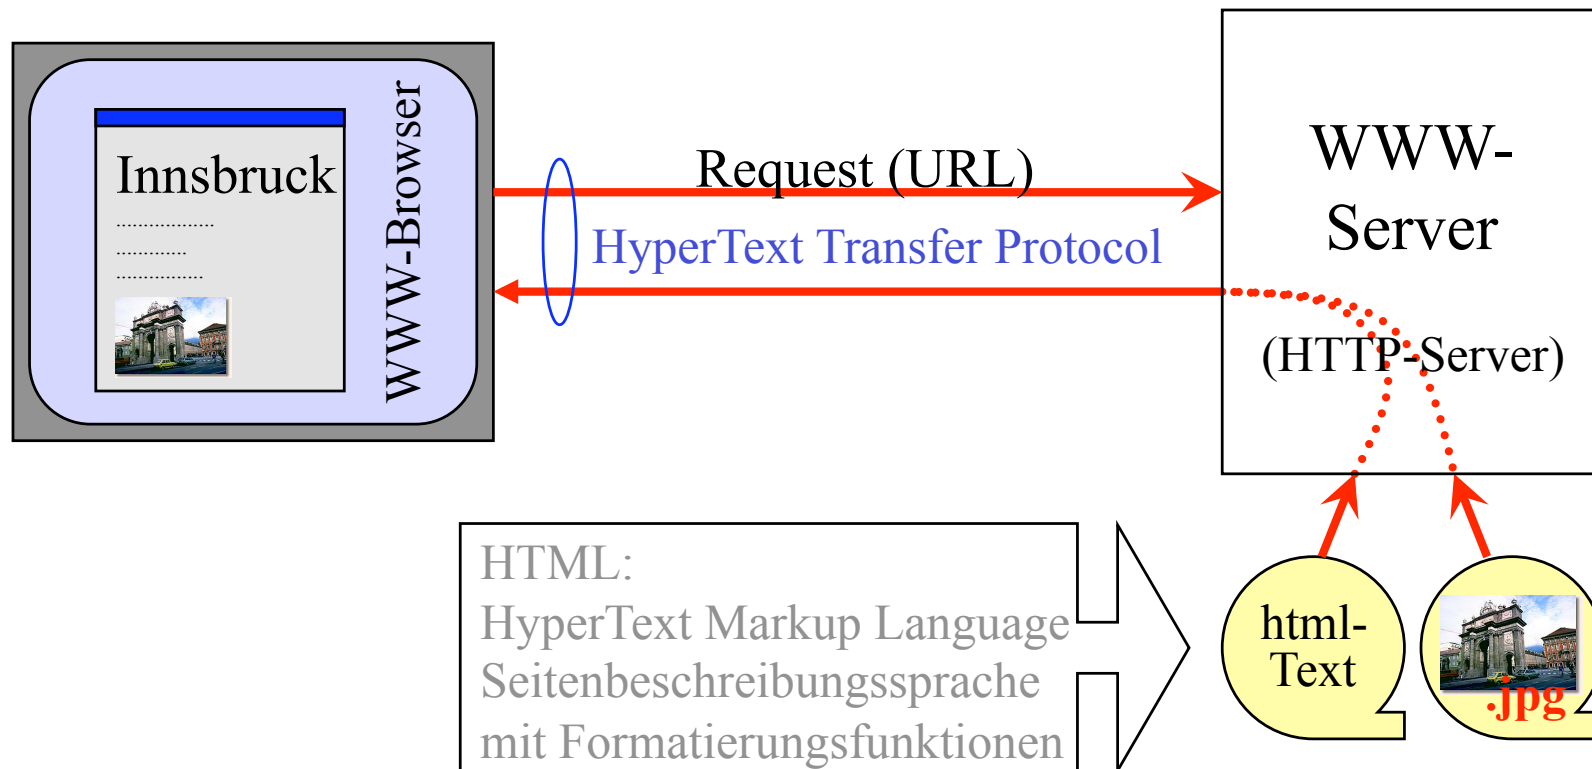 Innsbruck
..................
.............
................
WWW-Browser
Request (URL)
HyperText Transfer Protocol
WWW-
Server
(HTTP-Server)
HTML:
HyperText Markup Language
Seitenbeschreibungssprache
mit Formatierungsfunktionen
html-
Text
.jpg